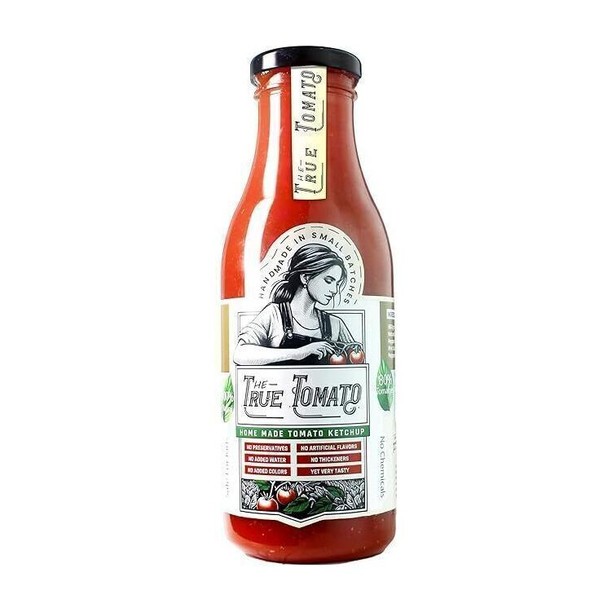 THE TRUE TOMATO
HANDMADE IN SMALL BATCHES
THE TRUE TOMATO
HOME MADE TOMATO KETCHUP
NO PRESERVATIVES NO ARTIFICIAL FLAVORS
NO ADDED WATER NO THICKENERS
NO ADDED COLORS YET VERY TASTY
No Chemicals